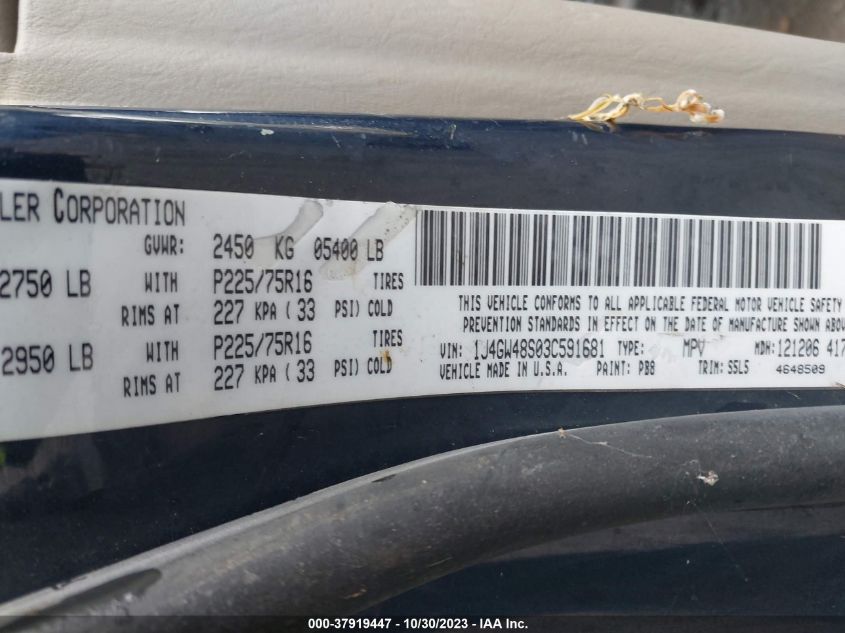 LER CORPORATION
GVWR: 2450 KG 05400 LB
2750 LB WITH P225/75R16 TIRES
RIMS AT 227 KPA ( 33 PSI) COLD
2950 LB WITH P225/75R16 TIRES
RIMS AT 227 KPA ( 33 PSI) COLD
THIS VEHICLE CONFORMS TO ALL APPLICABLE FEDERAL MOTOR VEHICLE SAFETY
PREVENTION STANDARDS IN EFFECT ON THE DATE OF MANUFACTURE SHOWN ABOV
VIN: 1J4GW48S03C591681 TYPE: MPV MDH: 121206 417
VEHICLE MADE IN U.S.A. PAINT: PB8 TRIM: S5L5 4648509
000-37919447 - 10/30/2023 - IAA Inc.